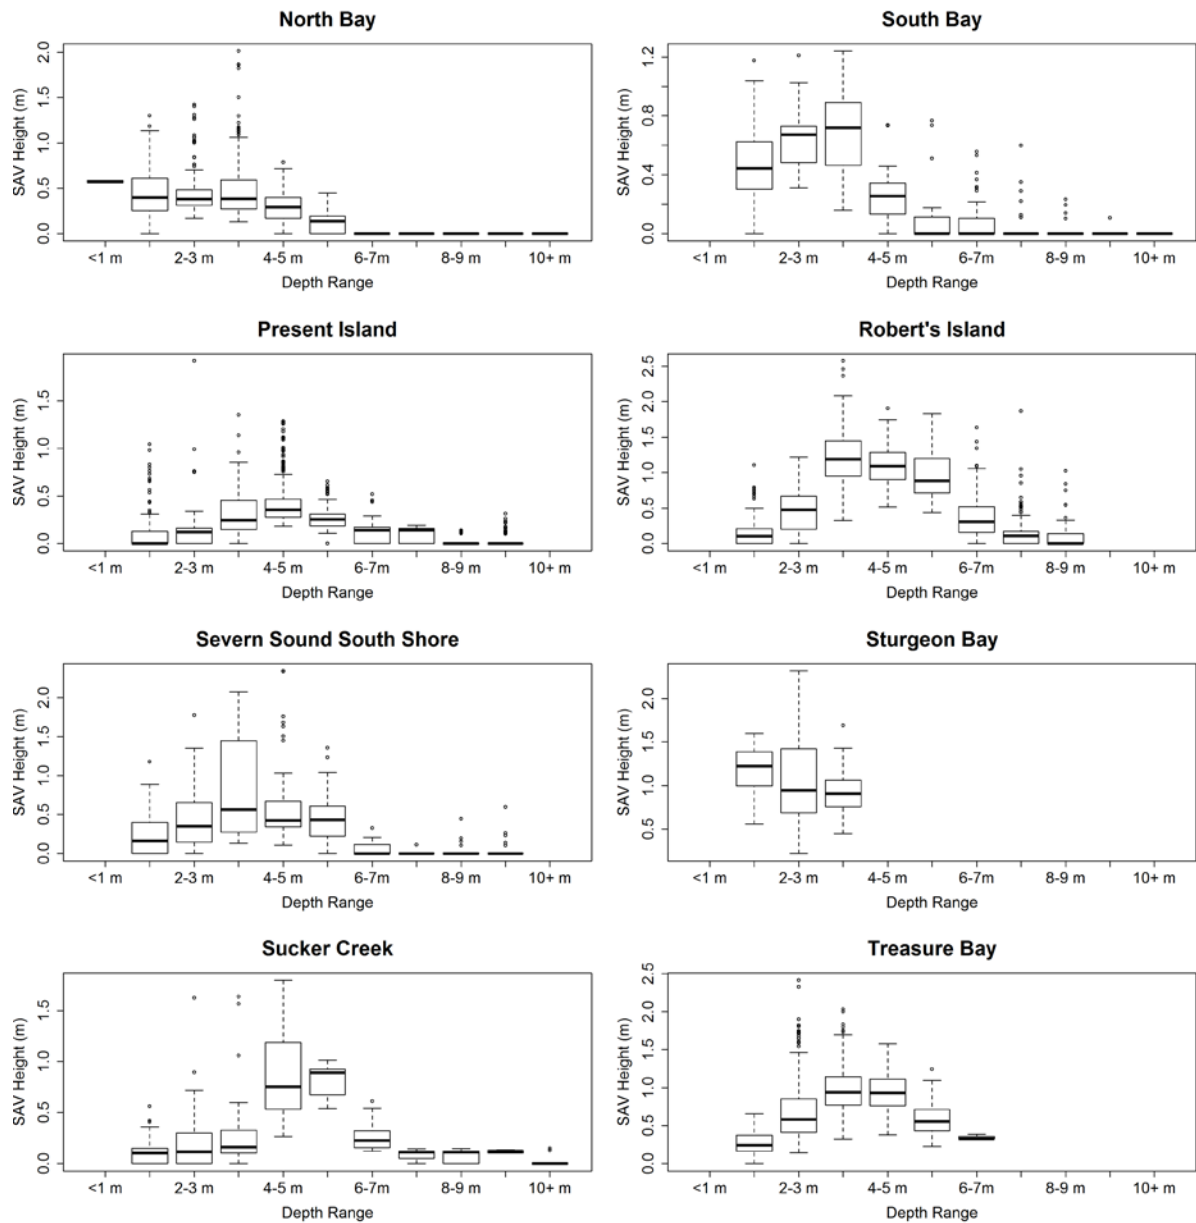 North Bay
SAV Height (m)
2.0
1.5
1.0
0.5
0.0
<1 m 2-3 m 4-5 m 6-7m 8-9 m 10+ m
Depth Range
South Bay
SAV Height (m)
1.2
0.8
0.4
0.0
<1 m 2-3 m 4-5 m 6-7m 8-9 m 10+ m
Depth Range
Present Island
SAV Height (m)
1.5
1.0
0.5
0.0
<1 m 2-3 m 4-5 m 6-7m 8-9 m 10+ m
Depth Range
Robert's Island
SAV Height (m)
2.5
2.0
1.5
1.0
0.5
0.0
<1 m 2-3 m 4-5 m 6-7m 8-9 m 10+ m
Depth Range
Severn Sound South Shore
SAV Height (m)
2.0
1.5
1.0
0.5
0.0
<1 m 2-3 m 4-5 m 6-7m 8-9 m 10+ m
Depth Range
Sturgeon Bay
SAV Height (m)
2.0
1.5
1.0
0.5
<1 m 2-3 m 4-5 m 6-7m 8-9 m 10+ m
Depth Range
Sucker Creek
SAV Height (m)
1.5
1.0
0.5
0.0
<1 m 2-3 m 4-5 m 6-7m 8-9 m 10+ m
Depth Range
Treasure Bay
SAV Height (m)
2.5
2.0
1.5
1.0
0.5
0.0
<1 m 2-3 m 4-5 m 6-7m 8-9 m 10+ m
Depth Range